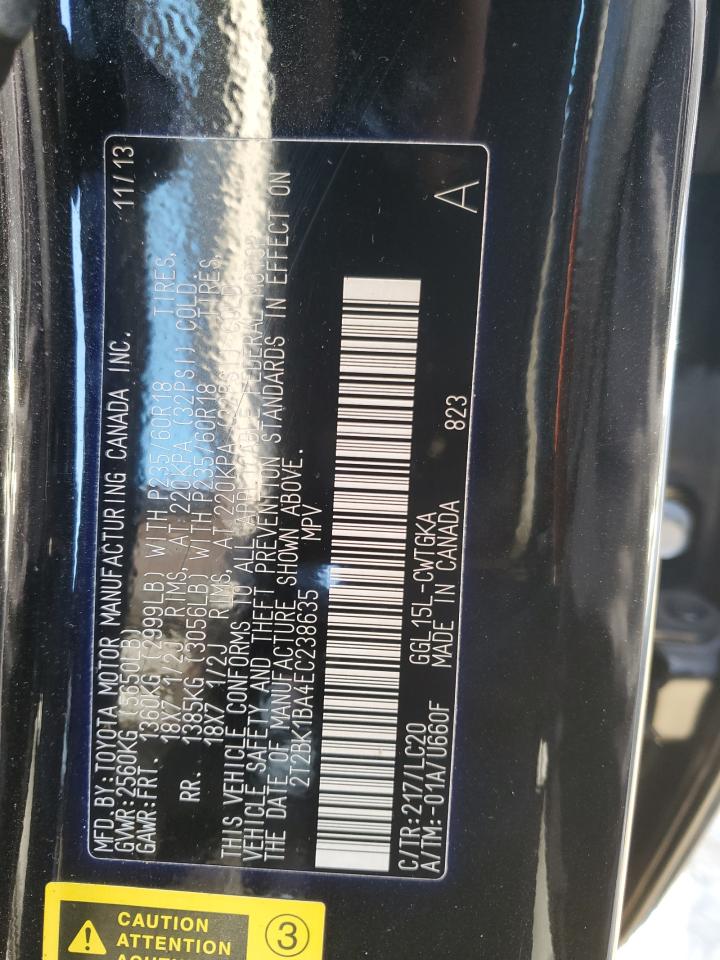 MFD.BY:TOYOTA MOTOR MANUFACTURING CANADA INC. 11/13
GVWR:2560KG (5650LB)
GAWR:FRT. 1360KG (2999LB) WITH P235/60R18 TIRES,
18X7 1/2J RIMS, AT 220KPA (32PSI) COLD.
RR. 1385KG (3056LB) WITH P235/60R18 TIRES,
18X7 1/2J RIMS, AT 220KPA (32PSI) COLD.
THIS VEHICLE CONFORMS TO ALL APPLICABLE FEDERAL MOTOR
VEHICLE SAFETY AND THEFT PREVENTION STANDARDS IN EFFECT ON
THE DATE OF MANUFACTURE SHOWN ABOVE.
2T2BK1BA4EC238635 MPV
A
823
C/TR:217/LC20 GGL15L-CWTGKA
A/TM:-01A/U660F MADE IN CANADA
CAUTION
ATTENTION
3